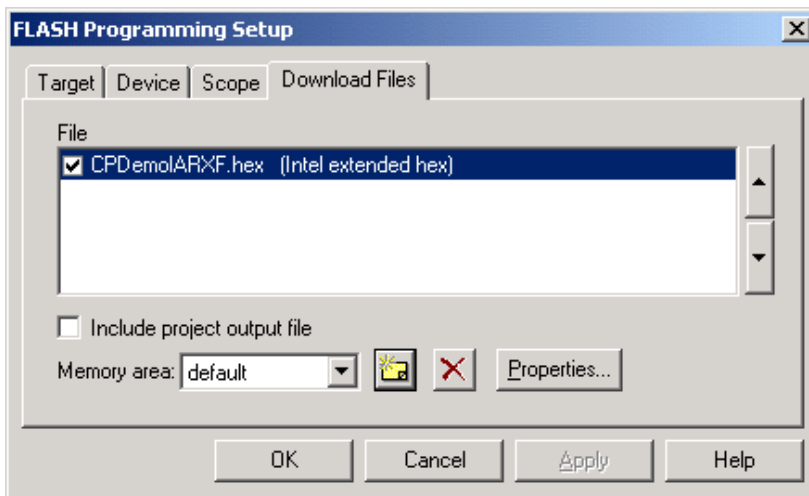 FLASH Programming Setup
Target Device Scope Download Files
File
CPDemoIARXF.hex (Intel extended hex)
Include project output file
Memory area: default Properties...
OK Cancel Apply Help